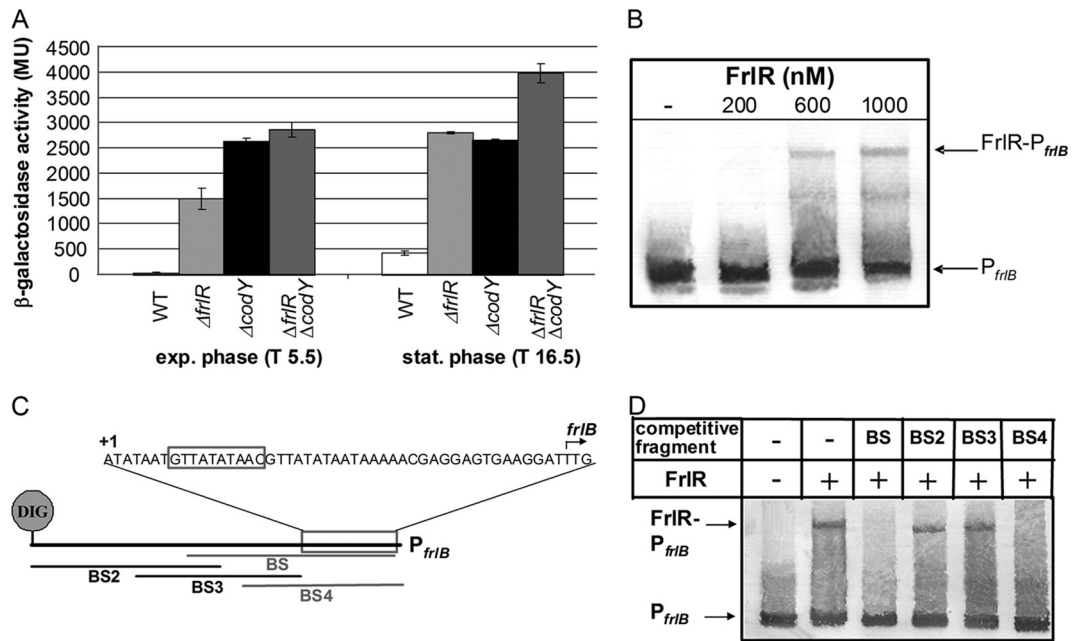 A
β-galactosidase activity (MU)
4500
4000
3500
3000
2500
2000
1500
1000
500
0
WT
ΔfrlR
ΔcodY
ΔfrlR
ΔcodY
WT
ΔfrlR
ΔcodY
ΔfrlR
ΔcodY
exp. phase (T 5.5)
stat. phase (T 16.5)
B
FrlR (nM)
- 200 600 1000
FrlR-PfrlB
PfrlB
C
+1
frlB
ATATAATGTTATATAACGTTATATAATAAAAACGAGGAGTGAAGGATTTG
DIG
PfrlB
BS
BS2
BS3
BS4
D
competitive fragment - - BS BS2 BS3 BS4
FrlR - + + + + +
FrlR-
PfrlB
PfrlB